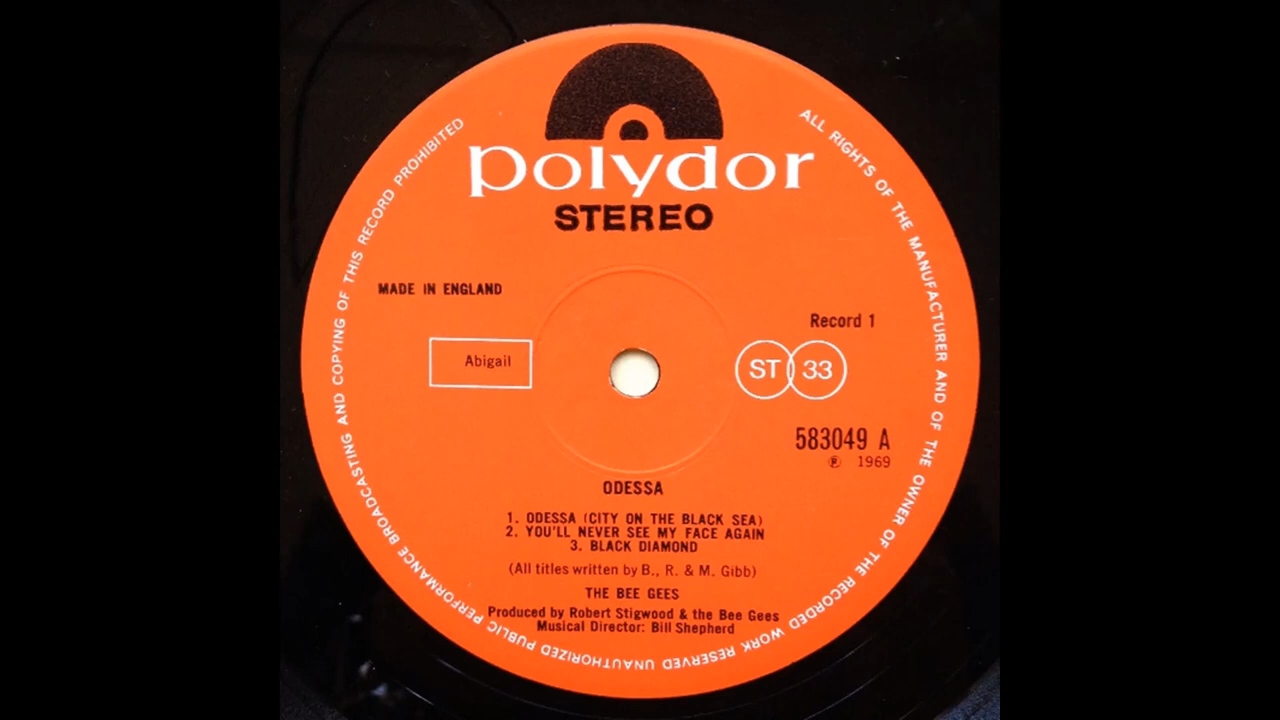 polydor
STEREO
MADE IN ENGLAND
Record 1
Abigail
ST 33
583049 A
℗ 1969
ODESSA
1. ODESSA (CITY ON THE BLACK SEA)
2. YOU'LL NEVER SEE MY FACE AGAIN
3. BLACK DIAMOND
(All titles written by B., R. & M. Gibb)
THE BEE GEES
Produced by Robert Stigwood & the Bee Gees
Musical Director: Bill Shepherd
ALL RIGHTS OF THE MANUFACTURER AND OF THE OWNER OF THE RECORDED WORK RESERVED UNAUTHORIZED PUBLIC PERFORMANCE BROADCASTING AND COPYING OF THIS RECORD PROHIBITED